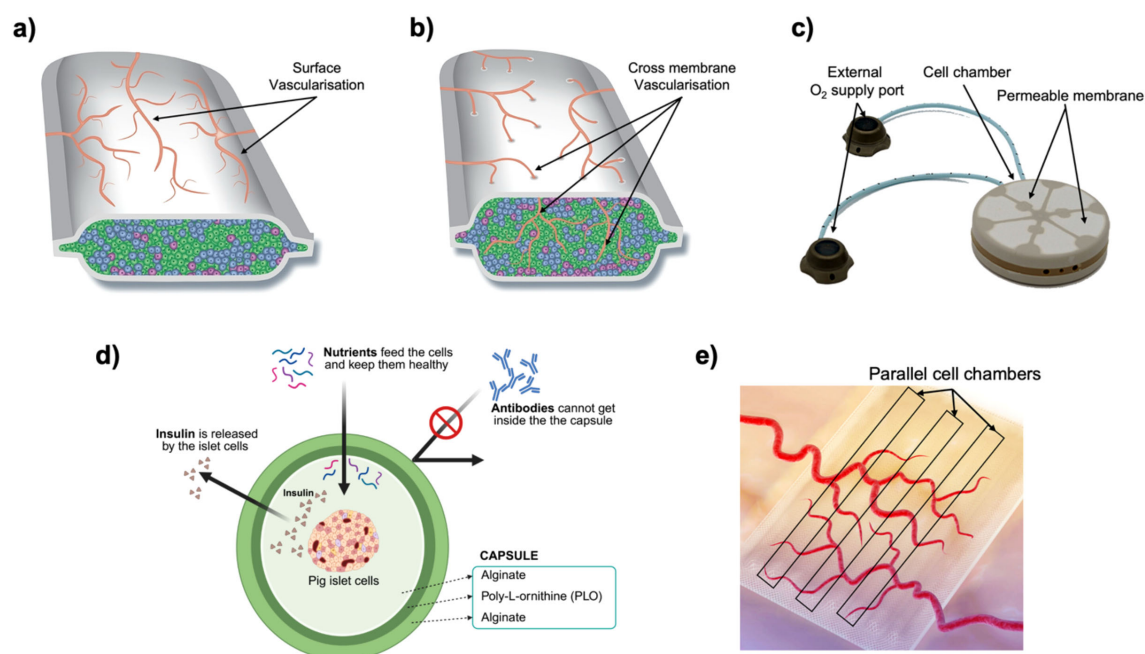 a)
Surface
Vascularisation
b)
Cross membrane
Vascularisation
c)
External
O₂ supply port
Cell chamber
Permeable membrane
d)
Nutrients feed the cells
and keep them healthy
Antibodies cannot get
inside the the capsule
Insulin is released
by the islet cells
Insulin
Pig islet cells
CAPSULE
Alginate
Poly-L-ornithine (PLO)
Alginate
e)
Parallel cell chambers